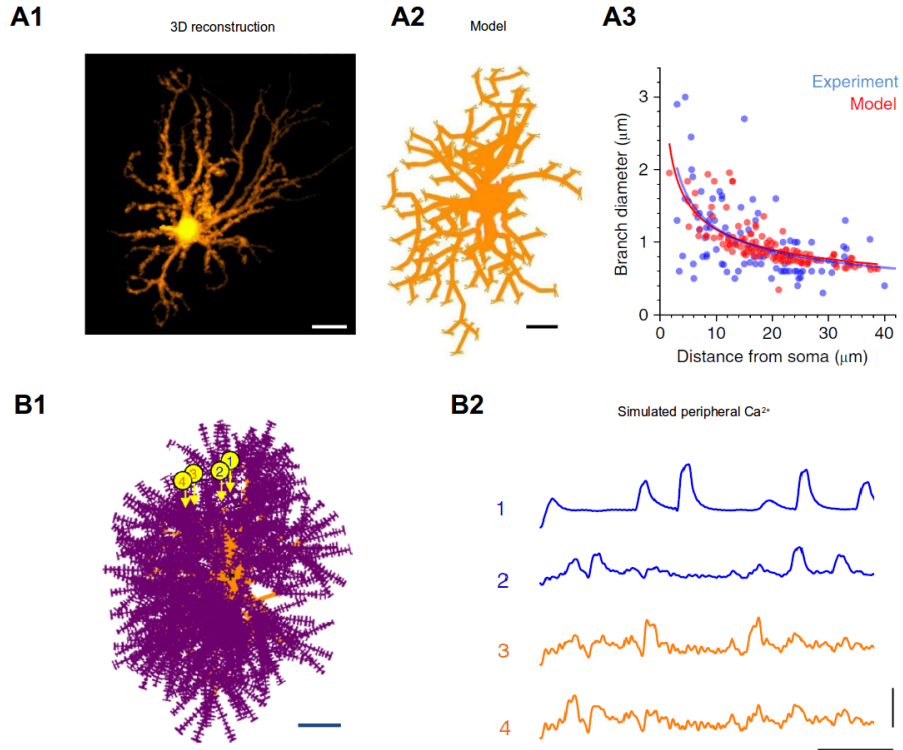 A1
3D reconstruction
A2
Model
A3
Experiment
Model
3
2
1
0
Branch diameter (μm)
0 10 20 30 40
Distance from soma (μm)
B1
4 3 2 1
B2
Simulated peripheral Ca²⁺
1
2
3
4